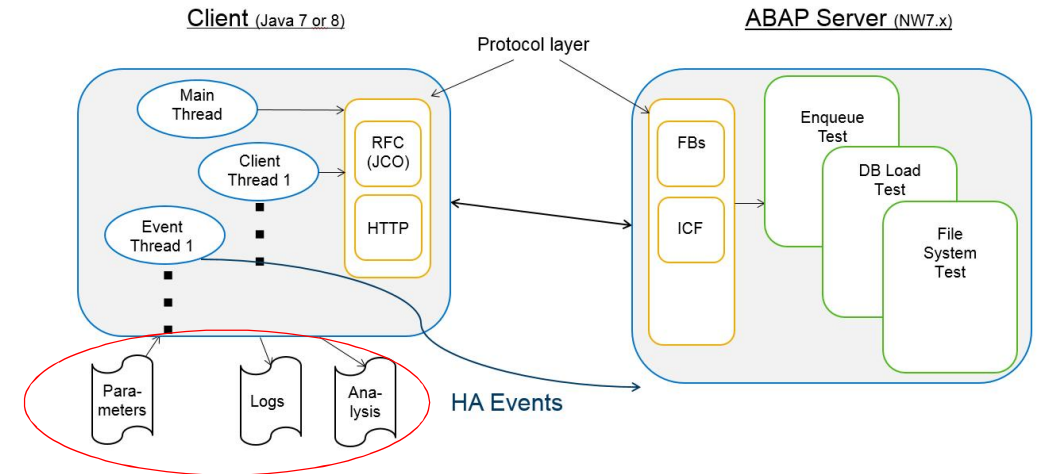 Client (Java 7 or 8)
ABAP Server (NW7.x)
Protocol layer
Main
Thread
Client
Thread 1
Event
Thread 1
RFC
(JCO)
HTTP
FBs
ICF
Enqueue
Test
DB Load
Test
File
System
Test
Para-
meters
Logs
Ana-
lysis
HA Events